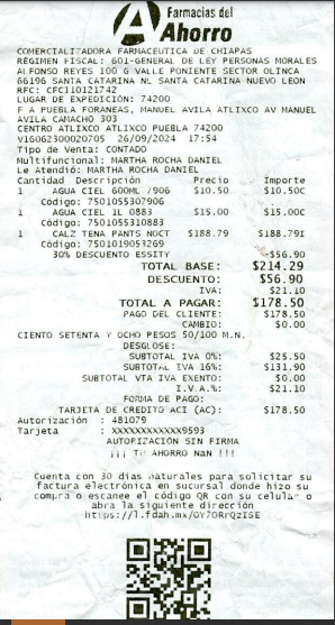 Farmacias del
Ahorro
COMERCIALIZADORA FARMACEUTICA DE CHIAPAS
RÉGIMEN FISCAL: 601-GENERAL DE LEY PERSONAS MORALES
ALFONSO REYES 100 G VALLE PONIENTE SECTOR OLINCA
66196 SANTA CATARINA NL SANTA CATARINA NUEVO LEON
RFC: CFC110121742
LUGAR DE EXPEDICIÓN: 74200
F A PUEBLA FORANEAS, MANUEL AVILA ATLIXCO AV MANUEL
AVILA CAMACHO 303
CENTRO ATLIXCO ATLIXCO PUEBLA 74200
V16062300020705 26/09/2024 17:54
Tipo de Venta: CONTADO
Multifuncional: MARTHA ROCHA DANIEL
Le Atendió: MARTHA ROCHA DANIEL
Cantidad Descripción Precio Importe
1 AGUA CIEL 600ML 7906 $10.50 $10.50C
Código: 7501055307906
1 AGUA CIEL 1L 0883 $15.00 $15.00C
Código: 7501055310883
1 CALZ TENA PANTS NOCT $188.79 $188.79I
Código: 7501019053269
30% DESCUENTO ESSITY -$56.90
TOTAL BASE: $214.29
DESCUENTO: $56.90
IVA: $21.10
TOTAL A PAGAR: $178.50
PAGO DEL CLIENTE: $178.50
CAMBIO: $0.00
CIENTO SETENTA Y OCHO PESOS 50/100 M.N.
DESGLOSE:
SUBTOTAL IVA 0%: $25.50
SUBTOTAL IVA 16%: $131.90
SUBTOTAL VTA IVA EXENTO: $0.00
I.V.A.%: $21.10
FORMA DE PAGO:
TARJETA DE CREDITO ACI (AC): $178.50
Autorización : 481079
Tarjeta : XXXXXXXXXXXX9593
AUTORIZACIÓN SIN FIRMA
¡¡¡ TU AHORRO NaN !!!
Cuenta con 30 días naturales para solicitar su
factura electrónica en sucursal donde hizo su
compra o escanee el código QR con su celular o
abra la siguiente dirección